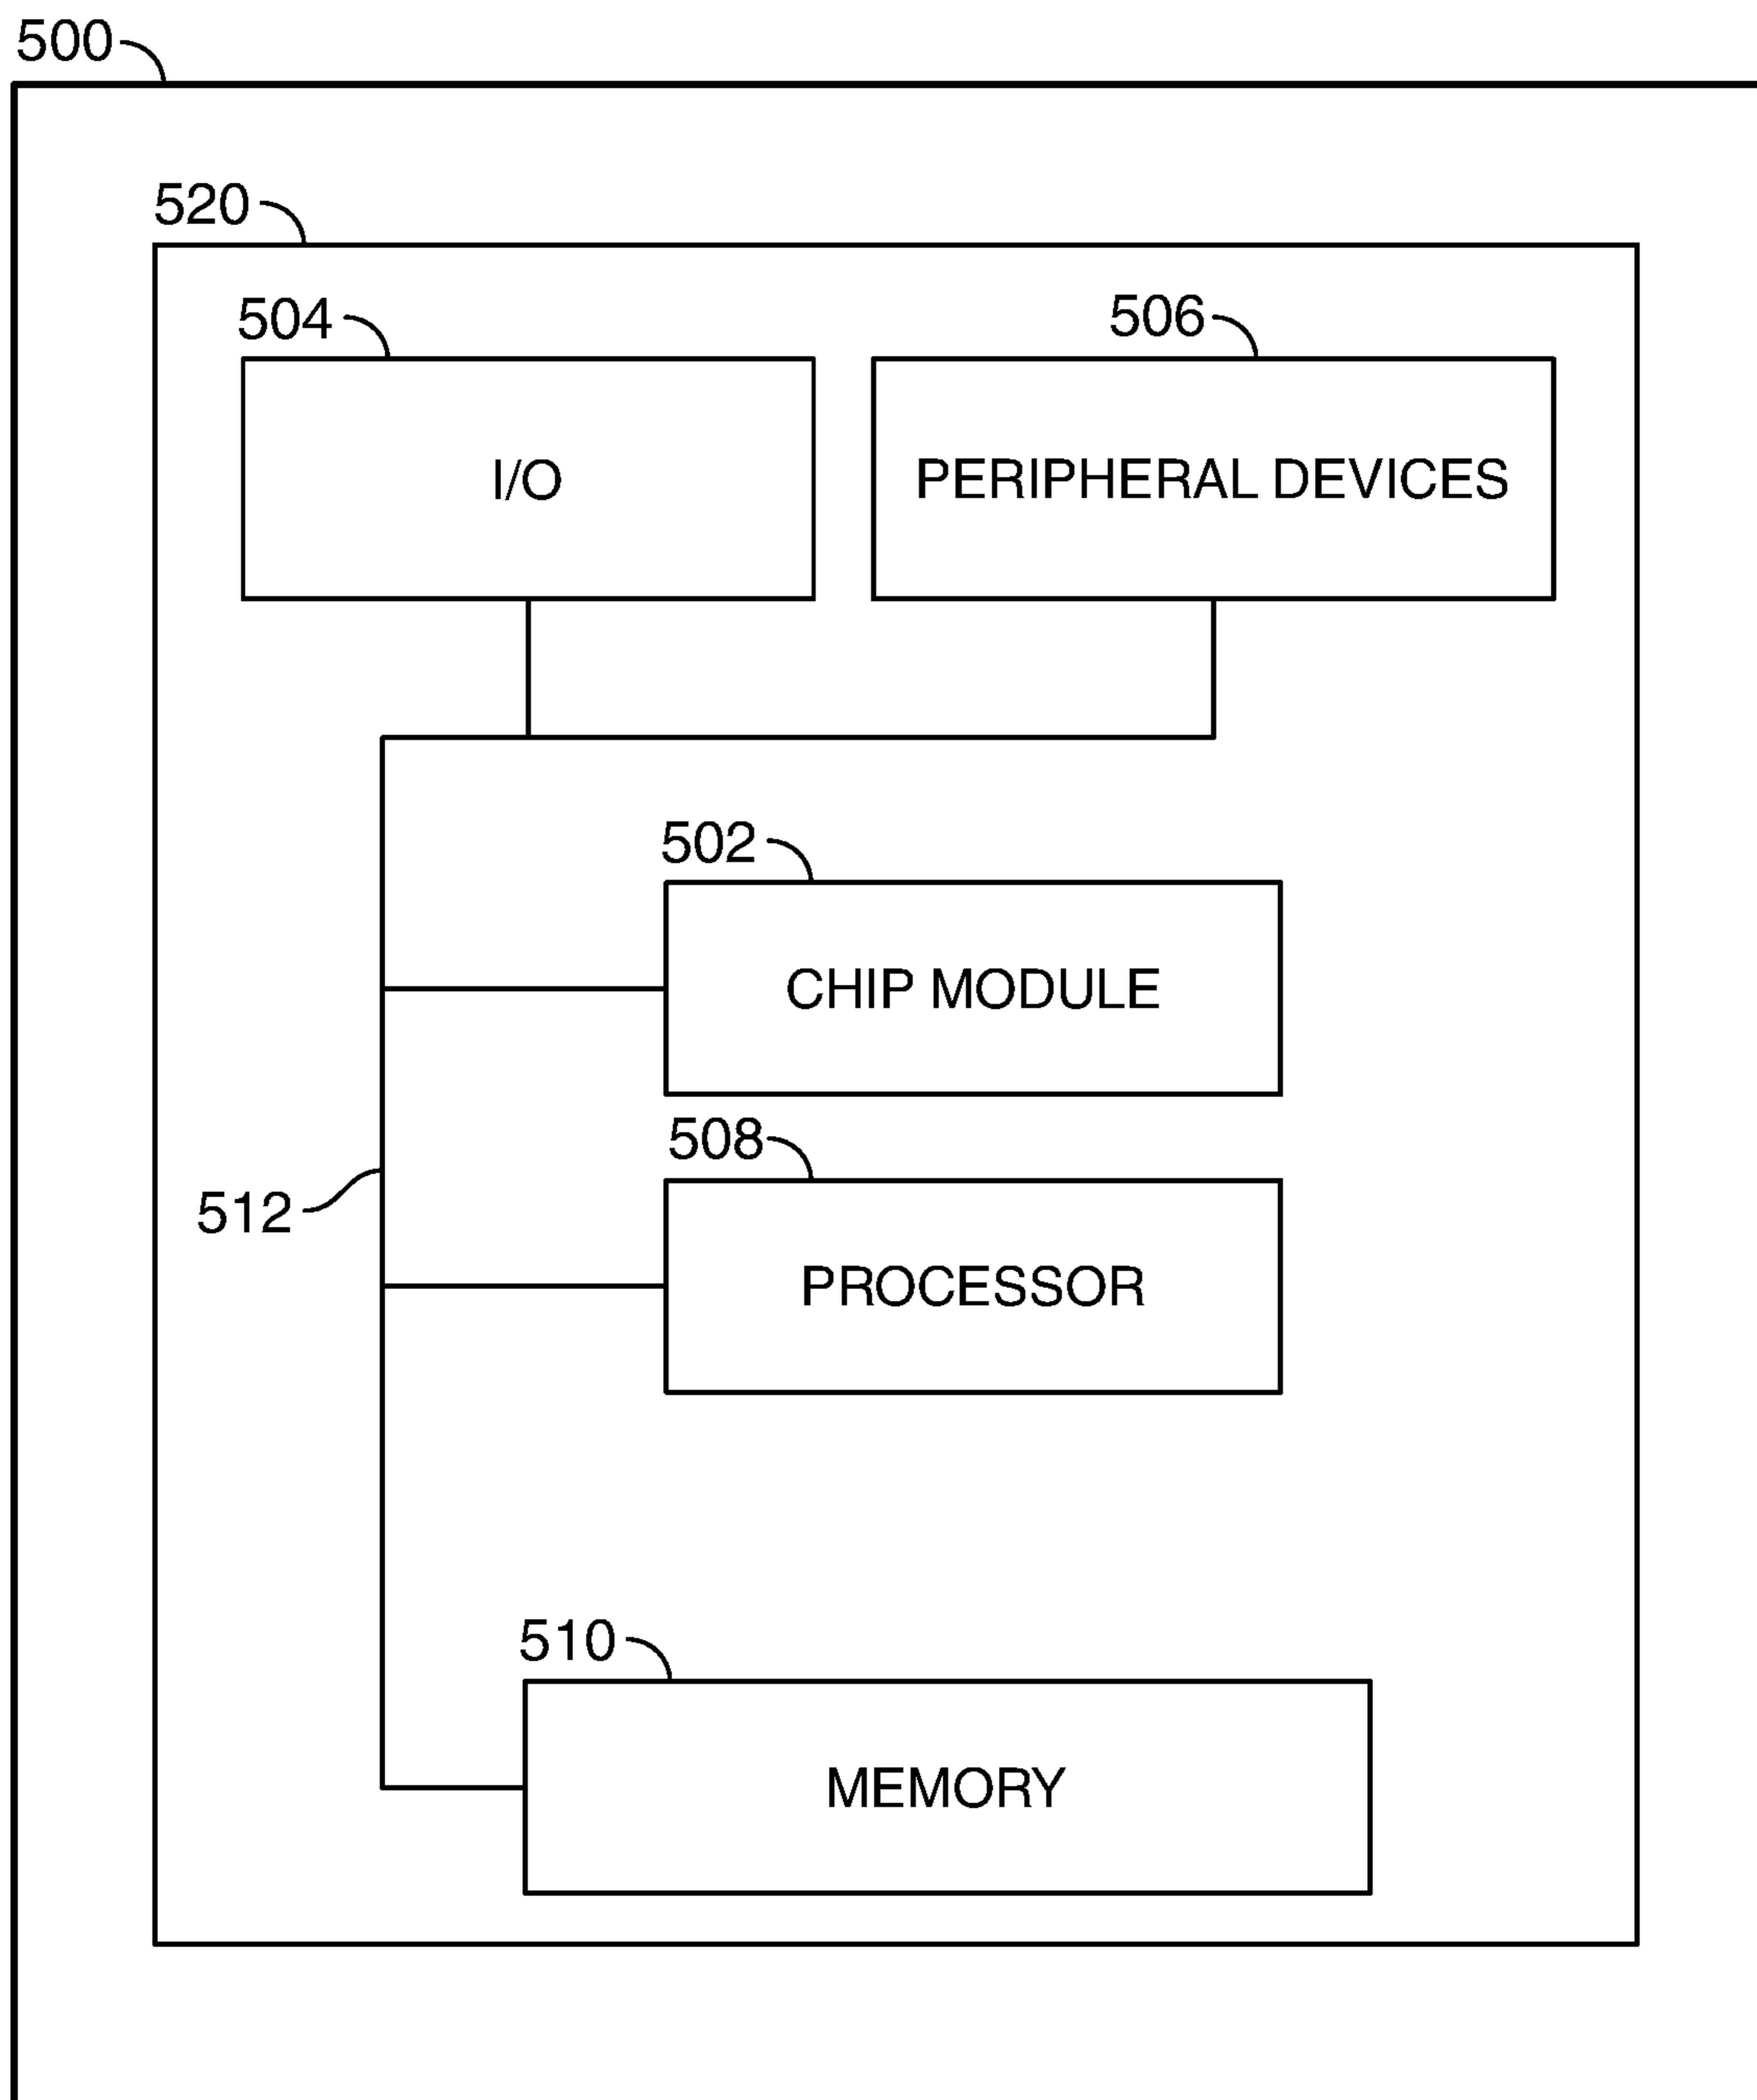 500
520
504
506
I/O
PERIPHERAL DEVICES
502
CHIP MODULE
508
512
PROCESSOR
510
MEMORY